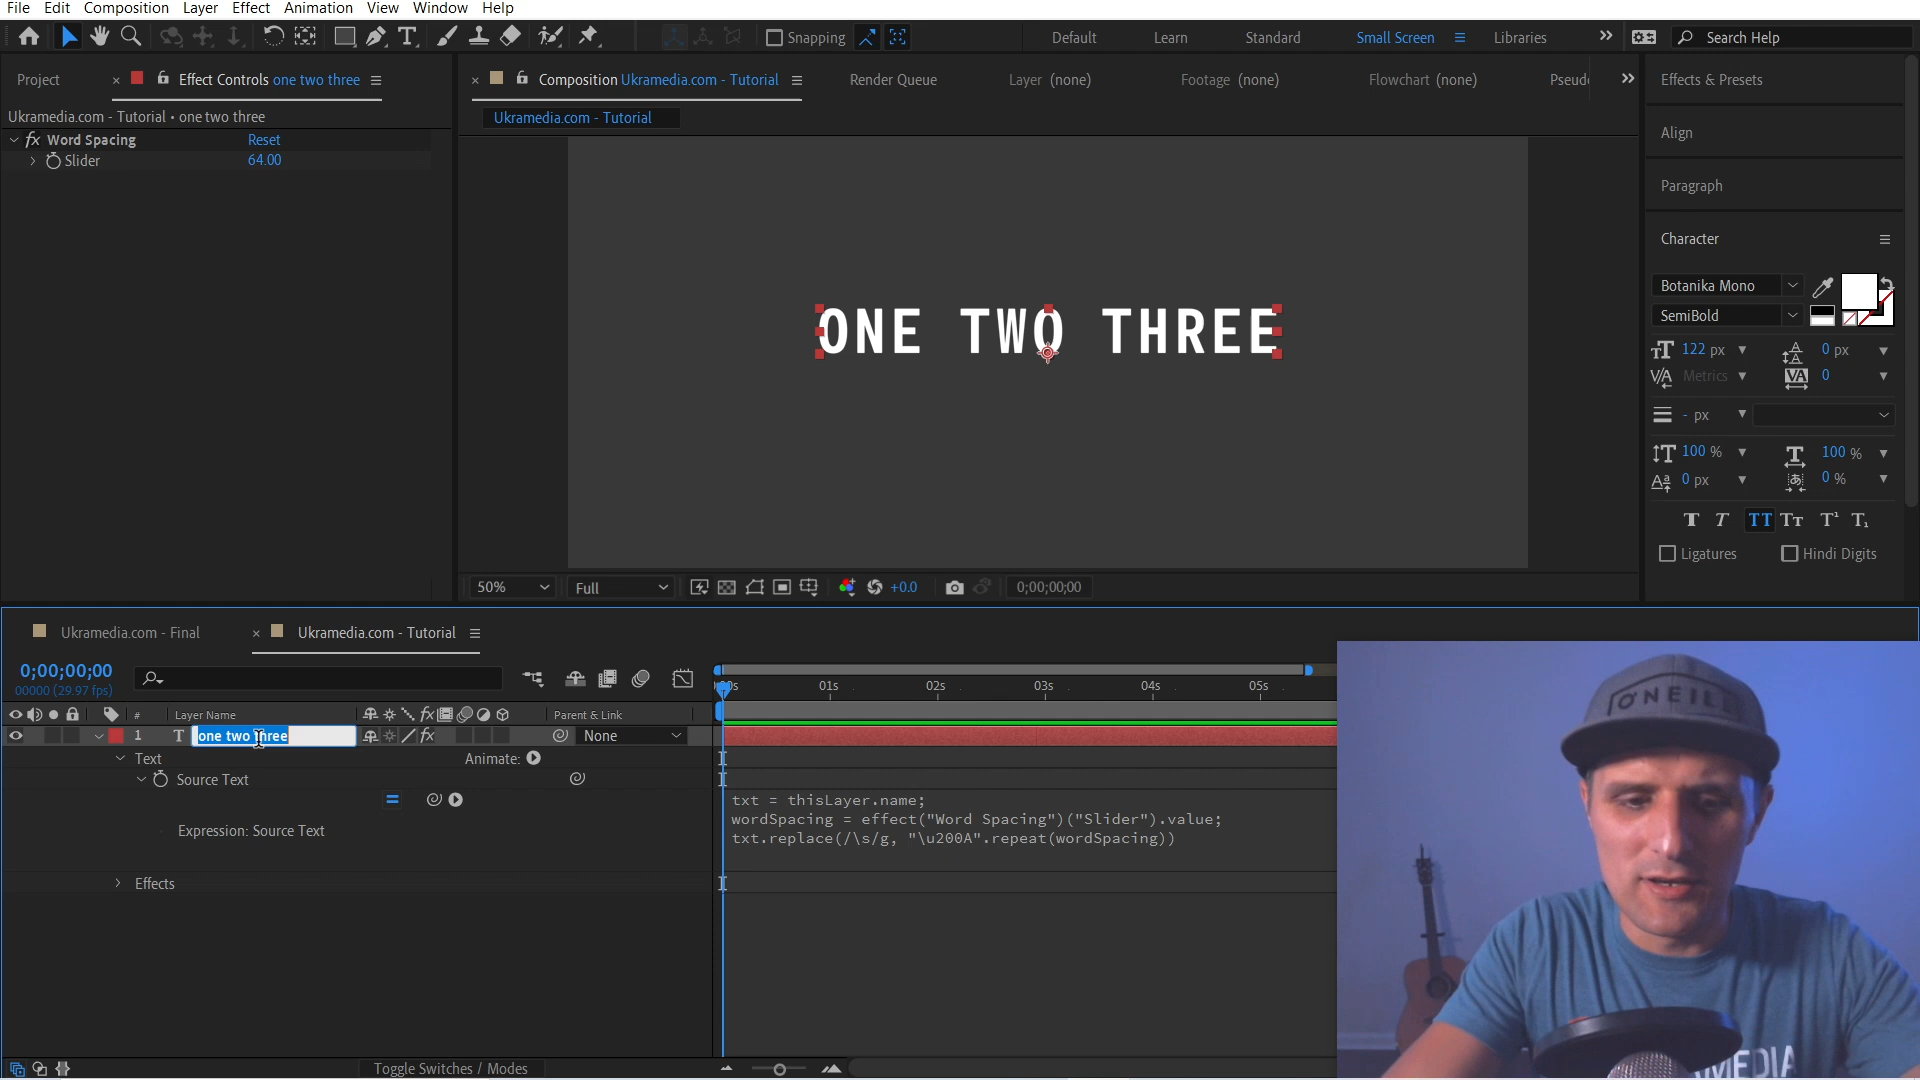 File Edit Composition Layer Effect Animation View Window Help
Snapping
Default Learn Standard Small Screen Libraries
Search Help
Project
Effect Controls one two three
Composition Ukramedia.com - Tutorial
Render Queue
Layer (none)
Footage (none)
Flowchart (none)
Effects & Presets
Ukramedia.com - Tutorial • one two three
Ukramedia.com - Tutorial
fx Word Spacing Reset
Slider 64.00
Align
Paragraph
Character
Botanika Mono
SemiBold
122 px
0 px
Metrics
0
- px
100 %
100 %
0 px
0 %
Ligatures
Hindi Digits
ONE TWO THREE
50%
Full
+0.0
0;00;00;00
Ukramedia.com - Final
Ukramedia.com - Tutorial
0;00;00;00
00000 (29.97 fps)
01s 02s 03s 04s 05s
# Layer Name
Parent & Link
1 T one two three
None
Text
Animate:
Source Text
Expression: Source Text
txt = thisLayer.name;
wordSpacing = effect("Word Spacing")("Slider").value;
txt.replace(/\s/g, "\u200A".repeat(wordSpacing))
Effects
Toggle Switches / Modes
O'NEILL